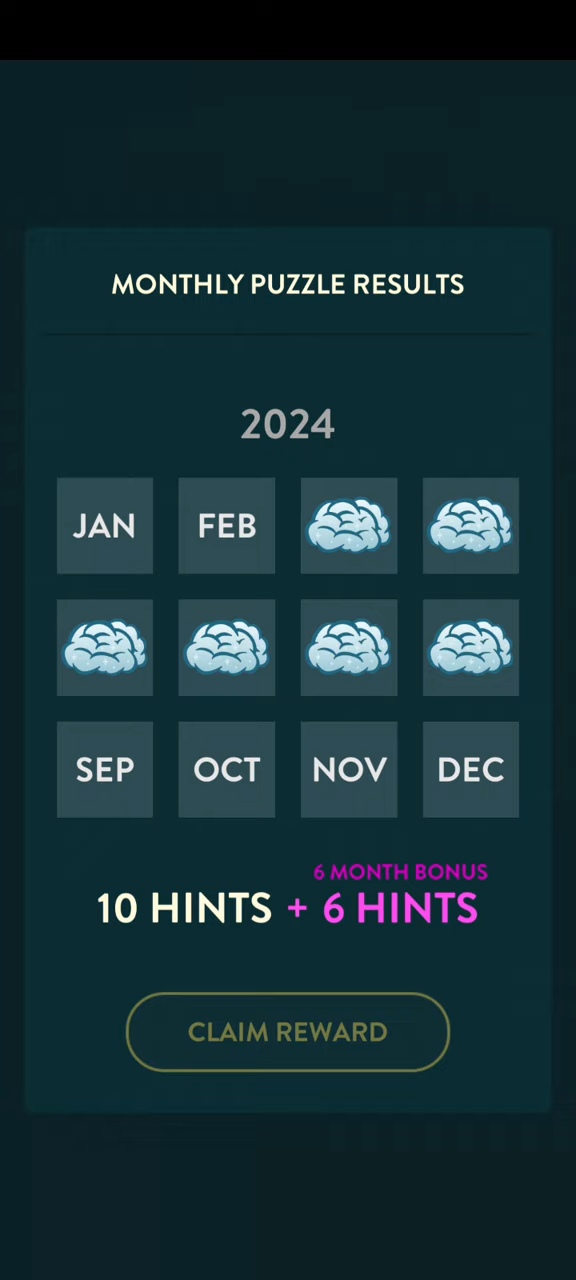 MONTHLY PUZZLE RESULTS
2024
JAN FEB
SEP OCT NOV DEC
6 MONTH BONUS
10 HINTS + 6 HINTS
CLAIM REWARD